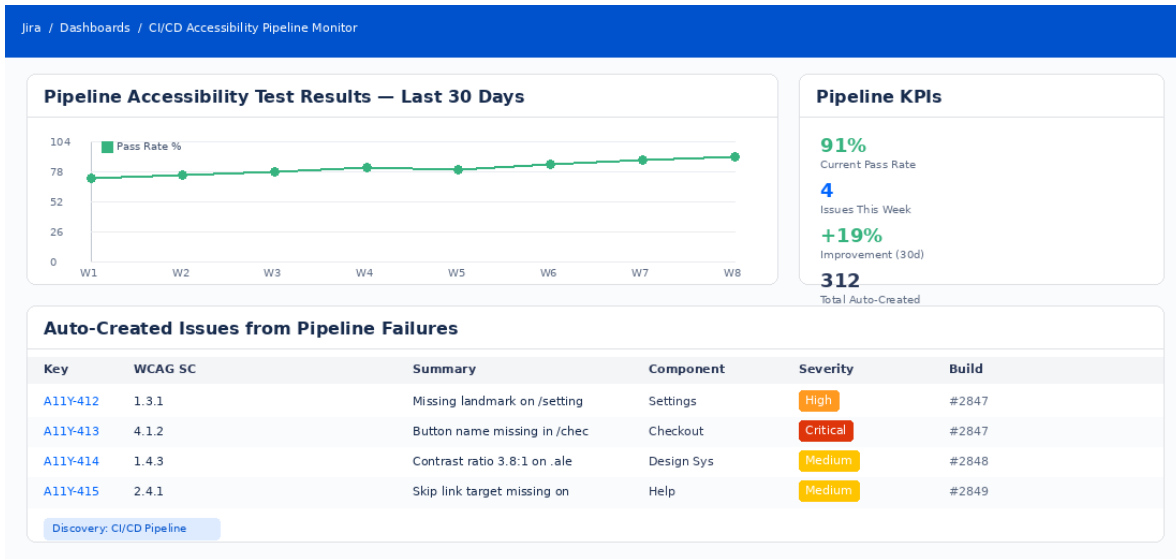 Jira / Dashboards / CI/CD Accessibility Pipeline Monitor
Pipeline Accessibility Test Results — Last 30 Days
104
78
52
26
0
Pass Rate %
W1 W2 W3 W4 W5 W6 W7 W8
Pipeline KPIs
91%
Current Pass Rate
4
Issues This Week
+19%
Improvement (30d)
312
Total Auto-Created
Auto-Created Issues from Pipeline Failures
Key WCAG SC Summary Component Severity Build
A11Y-412 1.3.1 Missing landmark on /setting Settings High #2847
A11Y-413 4.1.2 Button name missing in /chec Checkout Critical #2847
A11Y-414 1.4.3 Contrast ratio 3.8:1 on .ale Design Sys Medium #2848
A11Y-415 2.4.1 Skip link target missing on Help Medium #2849
Discovery: CI/CD Pipeline